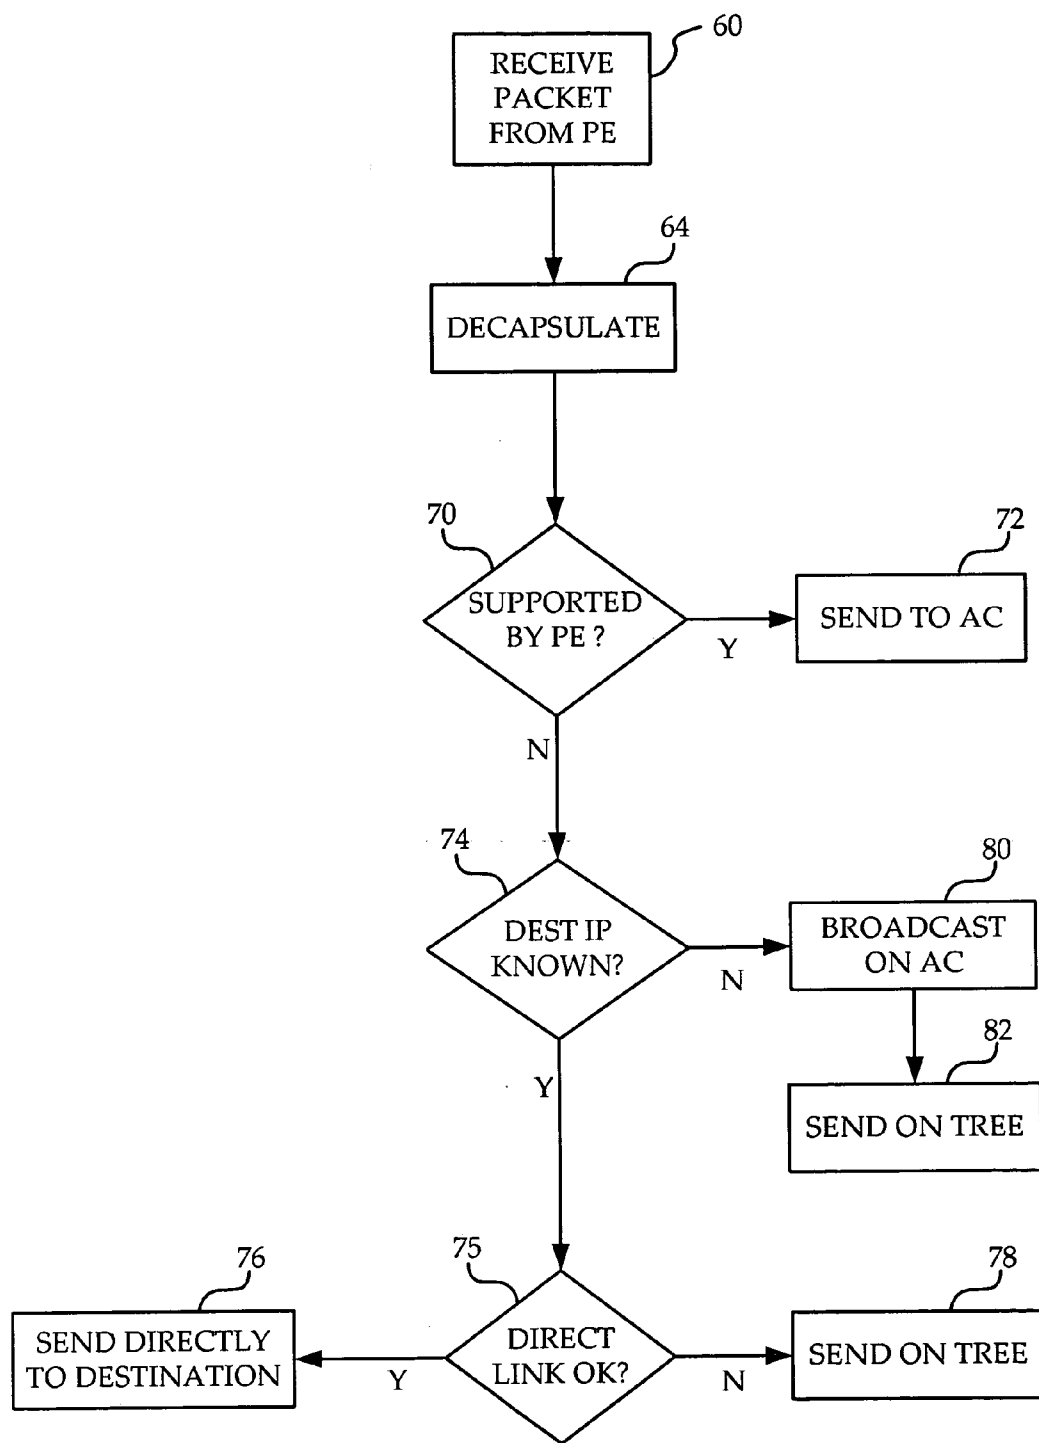 60
RECEIVE
PACKET
FROM PE
64
DECAPSULATE
70
SUPPORTED
BY PE ?
Y
72
SEND TO AC
N
74
DEST IP
KNOWN?
N
80
BROADCAST
ON AC
82
SEND ON TREE
Y
75
DIRECT
LINK OK?
76
SEND DIRECTLY
TO DESTINATION
Y
N
78
SEND ON TREE